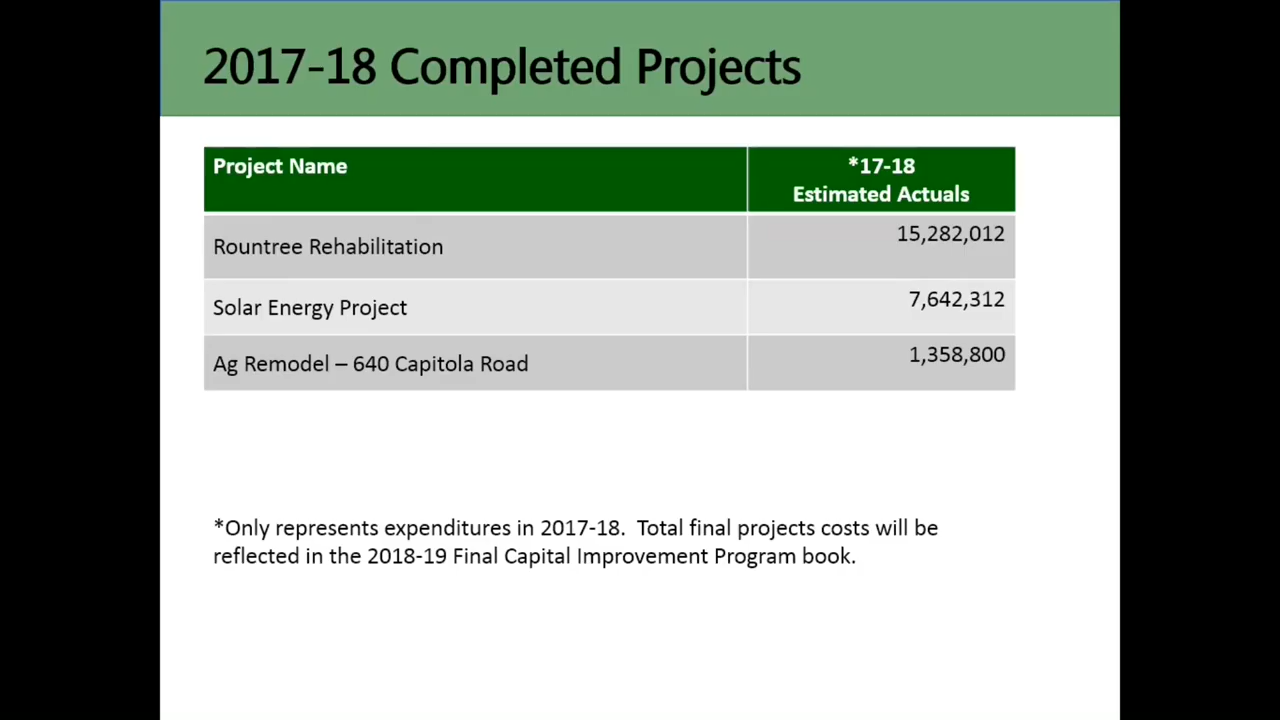 2017-18 Completed Projects
Project Name
*17-18
Estimated Actuals
Rountree Rehabilitation 15,282,012
Solar Energy Project 7,642,312
Ag Remodel – 640 Capitola Road 1,358,800
*Only represents expenditures in 2017-18.  Total final projects costs will be
reflected in the 2018-19 Final Capital Improvement Program book.